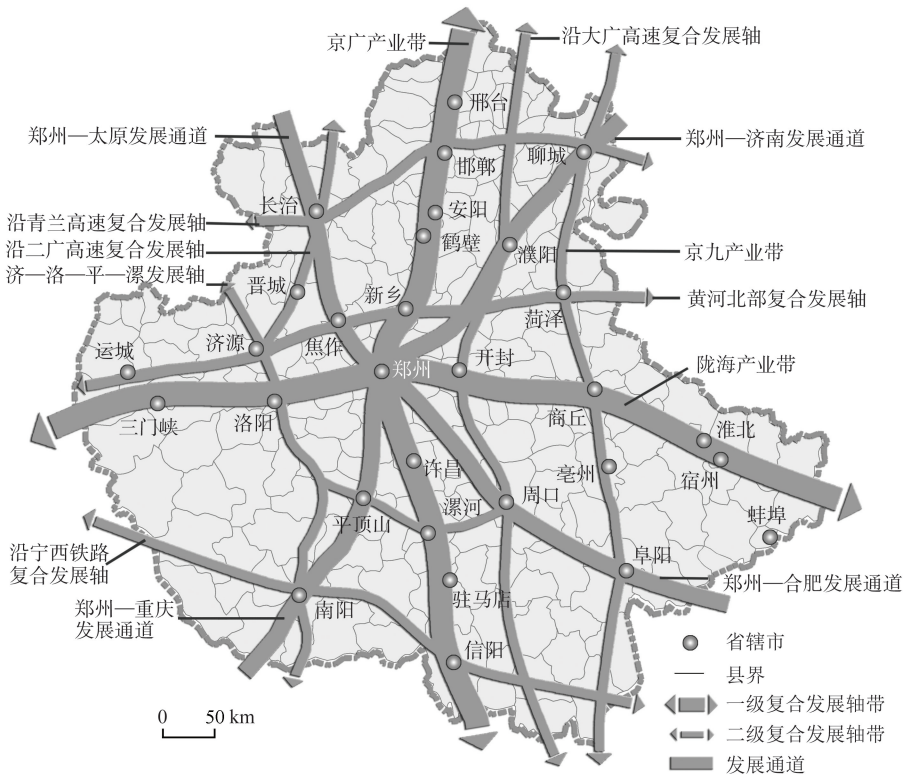 京广产业带
沿大广高速复合发展轴
邢台
郑州—太原发展通道
郑州—济南发展通道
邯郸
聊城
长治
安阳
沿青兰高速复合发展轴
鹤壁
濮阳
沿二广高速复合发展轴
京九产业带
济—洛—平—漯发展轴
晋城
新乡
菏泽
黄河北部复合发展轴
运城
济源
焦作
郑州
开封
陇海产业带
三门峡
洛阳
商丘
淮北
许昌
亳州
宿州
平顶山
漯河
周口
蚌埠
沿宁西铁路
复合发展轴
阜阳
郑州—合肥发展通道
郑州—重庆
发展通道
南阳
驻马店
信阳
省辖市
县界
一级复合发展轴带
二级复合发展轴带
发展通道
0 50 km